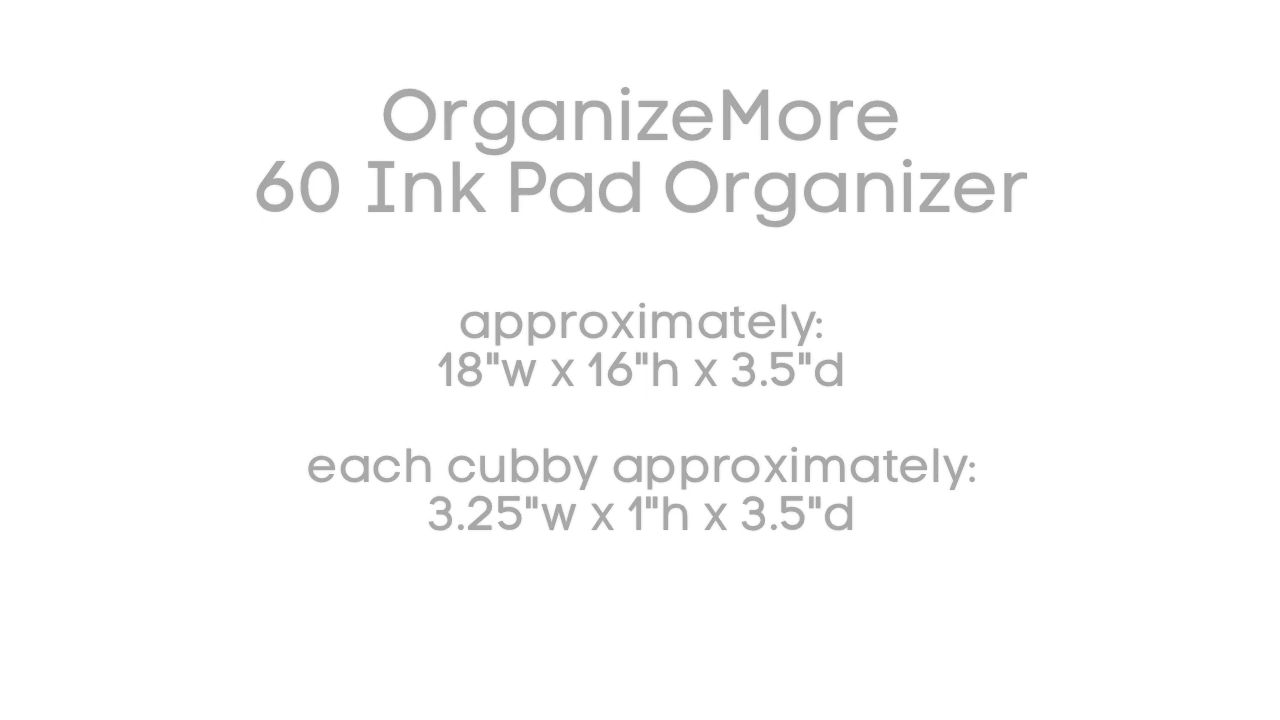 OrganizeMore
60 Ink Pad Organizer
approximately:
18"w x 16"h x 3.5"d
each cubby approximately:
3.25"w x 1"h x 3.5"d